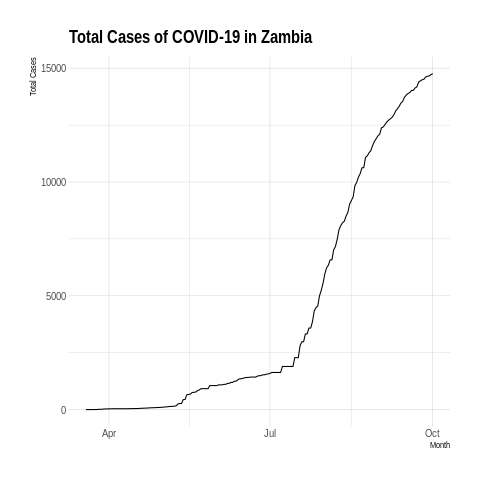 Total Cases of COVID-19 in Zambia
Total Cases
15000
10000
5000
0
Apr
Jul
Oct
Month